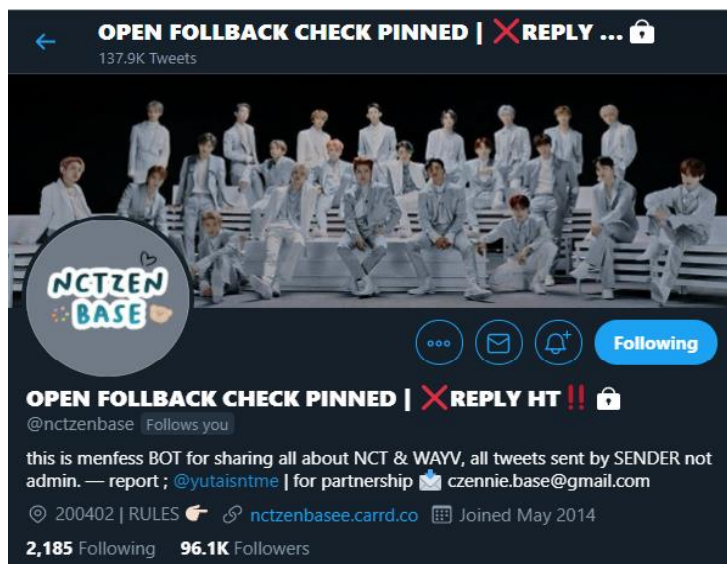 OPEN FOLLBACK CHECK PINNED | ❌REPLY ... 🔒
137.9K Tweets
NCTZEN
BASE
Following
OPEN FOLLBACK CHECK PINNED | ❌REPLY HT‼️ 🔒
@nctzenbase Follows you
this is menfess BOT for sharing all about NCT & WAYV, all tweets sent by SENDER not
admin. — report ; @yutaisntme | for partnership 📩 czennie.base@gmail.com
200402 | RULES 👉🏻 nctzenbasee.carrd.co Joined May 2014
2,185 Following 96.1K Followers